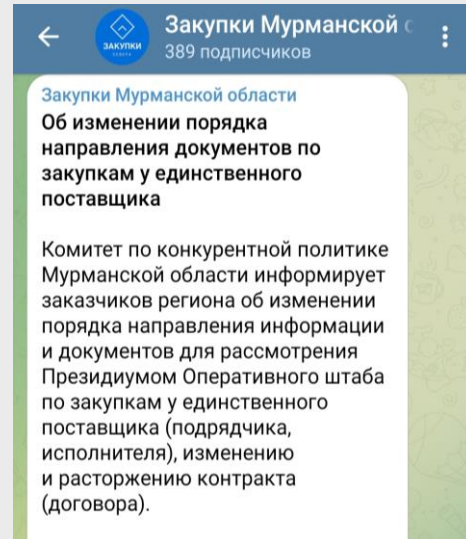 Закупки Мурманской
389 подписчиков
ЗАКУПКИ
Закупки Мурманской области
Об изменении порядка
направления документов по
закупкам у единственного
поставщика
Комитет по конкурентной политике
Мурманской области информирует
заказчиков региона об изменении
порядка направления информации
и документов для рассмотрения
Президиумом Оперативного штаба
по закупкам у единственного
поставщика (подрядчика,
исполнителя), изменению
и расторжению контракта
(договора).